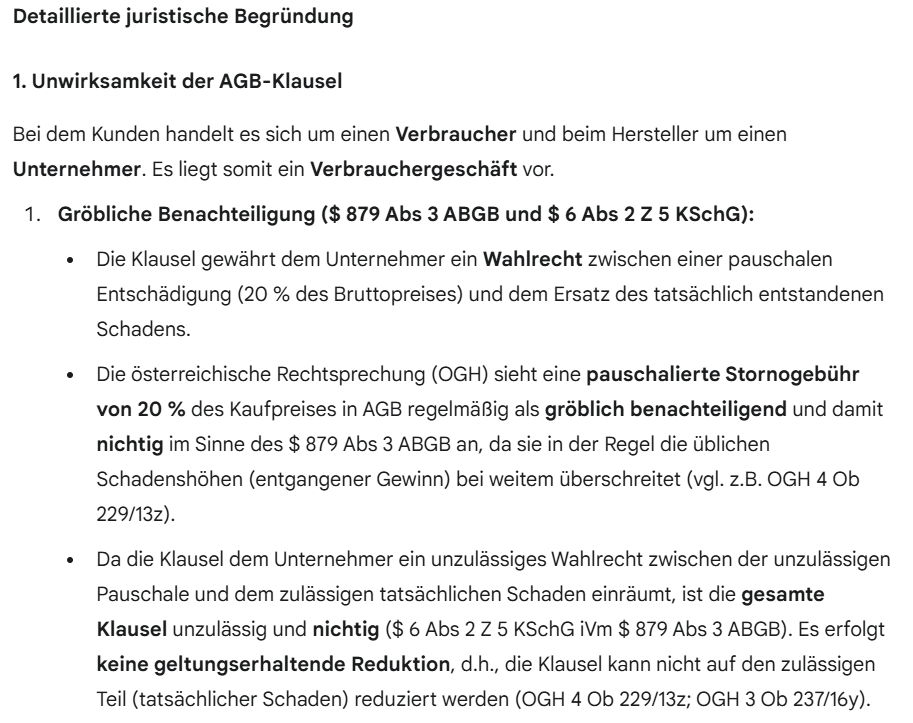 Detaillierte juristische Begründung
1. Unwirksamkeit der AGB-Klausel
Bei dem Kunden handelt es sich um einen Verbraucher und beim Hersteller um einen
Unternehmer. Es liegt somit ein Verbrauchergeschäft vor.
1. Gröbliche Benachteiligung ($ 879 Abs 3 ABGB und $ 6 Abs 2 Z 5 KSchG):
• Die Klausel gewährt dem Unternehmer ein Wahlrecht zwischen einer pauschalen
Entschädigung (20 % des Bruttopreises) und dem Ersatz des tatsächlich entstandenen
Schadens.
• Die österreichische Rechtsprechung (OGH) sieht eine pauschalierte Stornogebühr
von 20 % des Kaufpreises in AGB regelmäßig als gröblich benachteiligend und damit
nichtig im Sinne des $ 879 Abs 3 ABGB an, da sie in der Regel die üblichen
Schadenshöhen (entgangener Gewinn) bei weitem überschreitet (vgl. z.B. OGH 4 Ob
229/13z).
• Da die Klausel dem Unternehmer ein unzulässiges Wahlrecht zwischen der unzulässigen
Pauschale und dem zulässigen tatsächlichen Schaden einräumt, ist die gesamte
Klausel unzulässig und nichtig ($ 6 Abs 2 Z 5 KSchG iVm $ 879 Abs 3 ABGB). Es erfolgt
keine geltungserhaltende Reduktion, d.h., die Klausel kann nicht auf den zulässigen
Teil (tatsächlicher Schaden) reduziert werden (OGH 4 Ob 229/13z; OGH 3 Ob 237/16y).